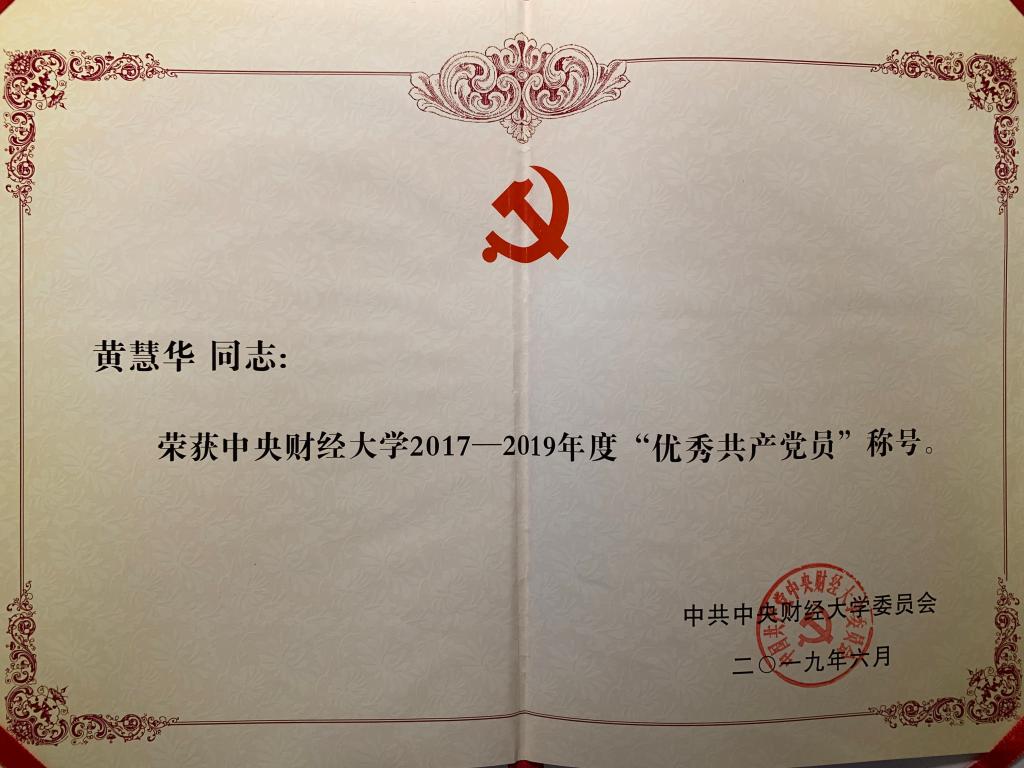 黄慧华 同志:
荣获中央财经大学2017—2019年度“优秀共产党员”称号。
中共中央财经大学委员会
二〇一九年六月